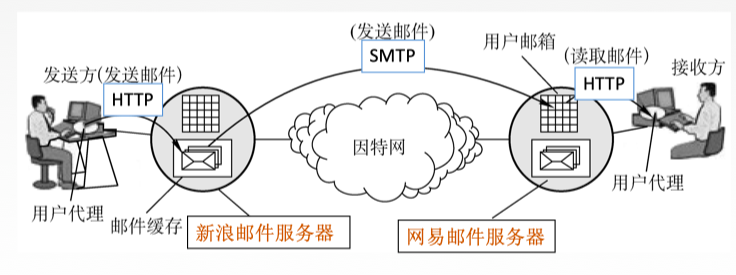 (发送邮件)
SMTP
用户邮箱
(读取邮件)
HTTP
接收方
发送方(发送邮件)
HTTP
因特网
用户代理
邮件缓存
新浪邮件服务器
网易邮件服务器
用户代理